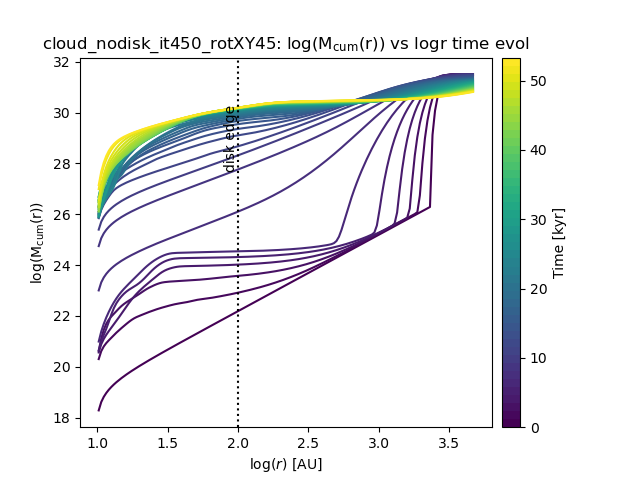 cloud_nodisk_it450_rotXY45: log(Mcum(r)) vs logr time evol
32
30
28
26
24
22
20
18
log(Mcum(r))
disk edge
1.0 1.5 2.0 2.5 3.0 3.5
log(r) [AU]
50
40
30
20
10
0
Time [kyr]